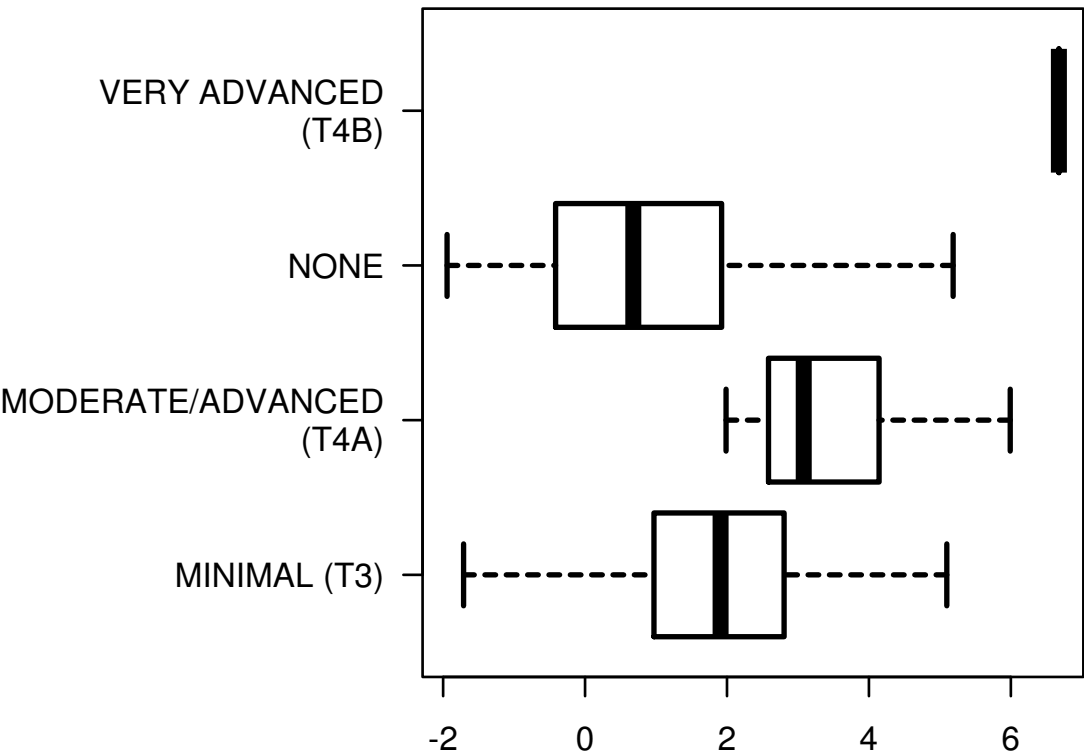 VERY ADVANCED
(T4B)
NONE
MODERATE/ADVANCED
(T4A)
MINIMAL (T3)
-2 0 2 4 6